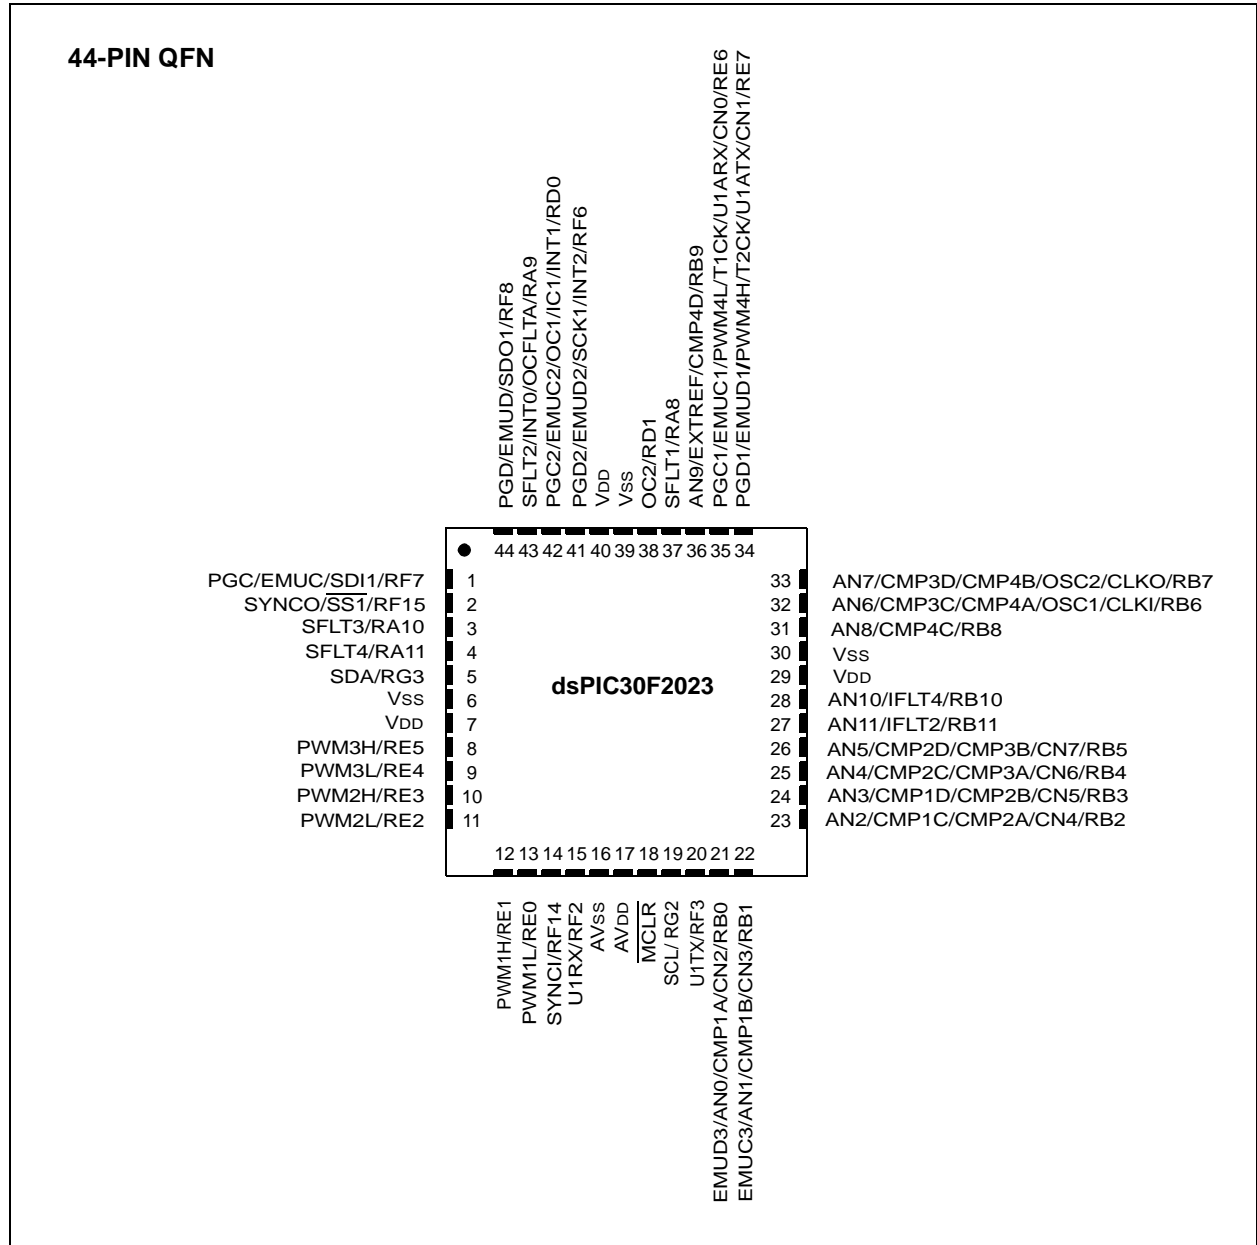 44-PIN QFN
PGD/EMUD/SDO1/RF8
SFLT2/INT0/OCFLTA/RA9
PGC2/EMUC2/OC1/IC1/INT1/RD0
PGD2/EMUD2/SCK1/INT2/RF6
VDD
VSS
OC2/RD1
SFLT1/RA8
AN9/EXTREF/CMP4D/RB9
PGC1/EMUC1/PWM4L/T1CK/U1ARX/CN0/RE6
PGD1/EMUD1/PWM4H/T2CK/U1ATX/CN1/RE7
44 43 42 41 40 39 38 37 36 35 34
PGC/EMUC/SDI1/RF7 1
SYNCO/SS1/RF15 2
SFLT3/RA10 3
SFLT4/RA11 4
SDA/RG3 5
VSS 6
VDD 7
PWM3H/RE5 8
PWM3L/RE4 9
PWM2H/RE3 10
PWM2L/RE2 11
dsPIC30F2023
33 AN7/CMP3D/CMP4B/OSC2/CLKO/RB7
32 AN6/CMP3C/CMP4A/OSC1/CLKI/RB6
31 AN8/CMP4C/RB8
30 VSS
29 VDD
28 AN10/IFLT4/RB10
27 AN11/IFLT2/RB11
26 AN5/CMP2D/CMP3B/CN7/RB5
25 AN4/CMP2C/CMP3A/CN6/RB4
24 AN3/CMP1D/CMP2B/CN5/RB3
23 AN2/CMP1C/CMP2A/CN4/RB2
12 13 14 15 16 17 18 19 20 21 22
PWM1H/RE1
PWM1L/RE0
SYNCI/RF14
U1RX/RF2
AVSS
AVDD
MCLR
SCL/ RG2
U1TX/RF3
EMUD3/AN0/CMP1A/CN2/RB0
EMUC3/AN1/CMP1B/CN3/RB1